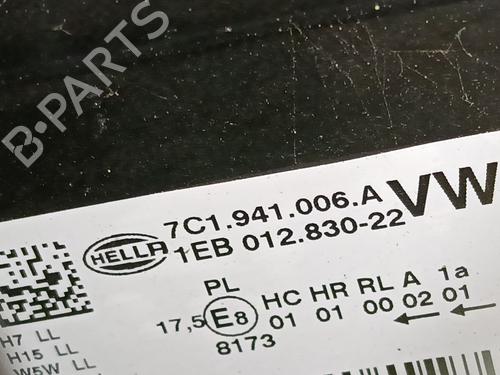 B-PARTS
7C1.941.006.A VW
HELLA 1EB 012.830-22
PL
17,5 E8 HC HR RL A 1a
01 01 00 02 01
8173
H7 LL
H15 LL
W5W LL